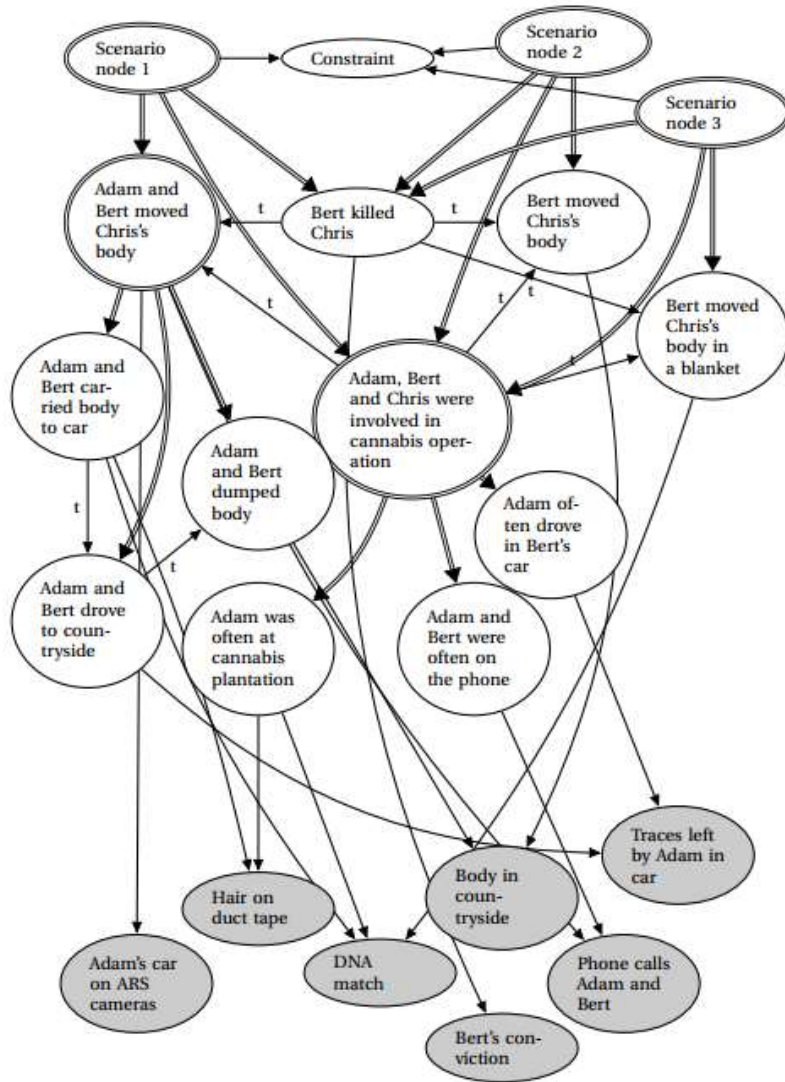 Scenario
node 1
Constraint
Scenario
node 2
Scenario
node 3
Adam and
Bert moved
Chris's
body
t
Bert killed
Chris
t
Bert moved
Chris's
body
t
t
t
Bert moved
Chris's
body in
a blanket
t
Adam and
Bert car-
ried body
to car
Adam, Bert
and Chris were
involved in
cannabis oper-
ation
Adam
and Bert
dumped
body
Adam of-
ten drove
in Bert's
car
t
t
Adam and
Bert drove
to coun-
tryside
Adam was
often at
cannabis
plantation
Adam and
Bert were
often on
the phone
Traces left
by Adam in
car
Hair on
duct tape
Body in
coun-
tryside
Adam's car
on ARS
cameras
DNA
match
Phone calls
Adam and
Bert
Bert's con-
viction